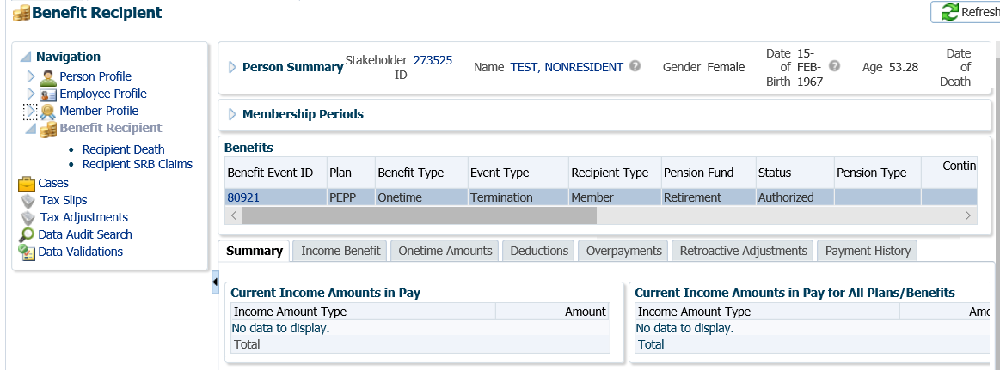 Benefit Recipient
Refresh
Navigation
Person Profile
Employee Profile
Member Profile
Benefit Recipient
Recipient Death
Recipient SRB Claims
Cases
Tax Slips
Tax Adjustments
Data Audit Search
Data Validations
Person Summary Stakeholder ID 273525 Name TEST, NONRESIDENT Gender Female Date of Birth 15-FEB-1967 Age 53.28 Date of Death
Membership Periods
Benefits
Benefit Event ID Plan Benefit Type Event Type Recipient Type Pension Fund Status Pension Type Contin
80921 PEPP Onetime Termination Member Retirement Authorized
Summary Income Benefit Onetime Amounts Deductions Overpayments Retroactive Adjustments Payment History
Current Income Amounts in Pay
Income Amount Type Amount
No data to display.
Total
Current Income Amounts in Pay for All Plans/Benefits
Income Amount Type Amo
No data to display.
Total